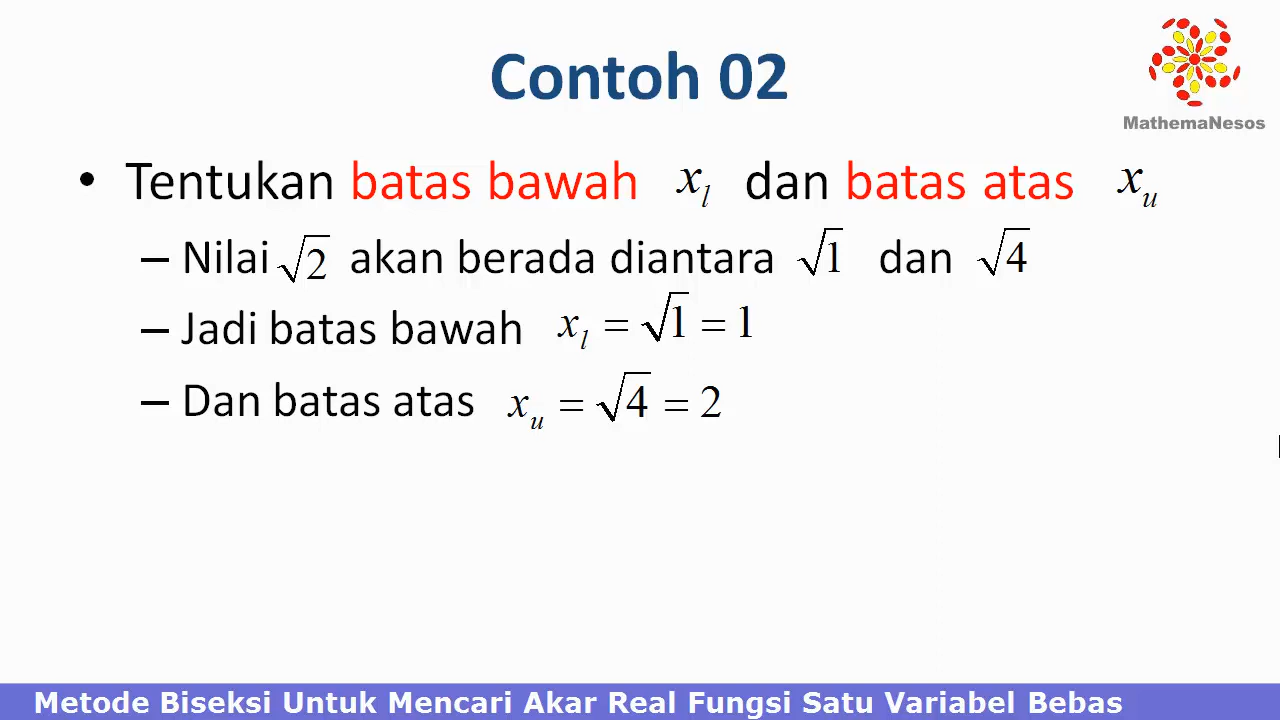 Contoh 02
MathemaNesos
• Tentukan batas bawah x_l dan batas atas x_u
– Nilai √2 akan berada diantara √1 dan √4
– Jadi batas bawah x_l = √1 = 1
– Dan batas atas x_u = √4 = 2
Metode Biseksi Untuk Mencari Akar Real Fungsi Satu Variabel Bebas